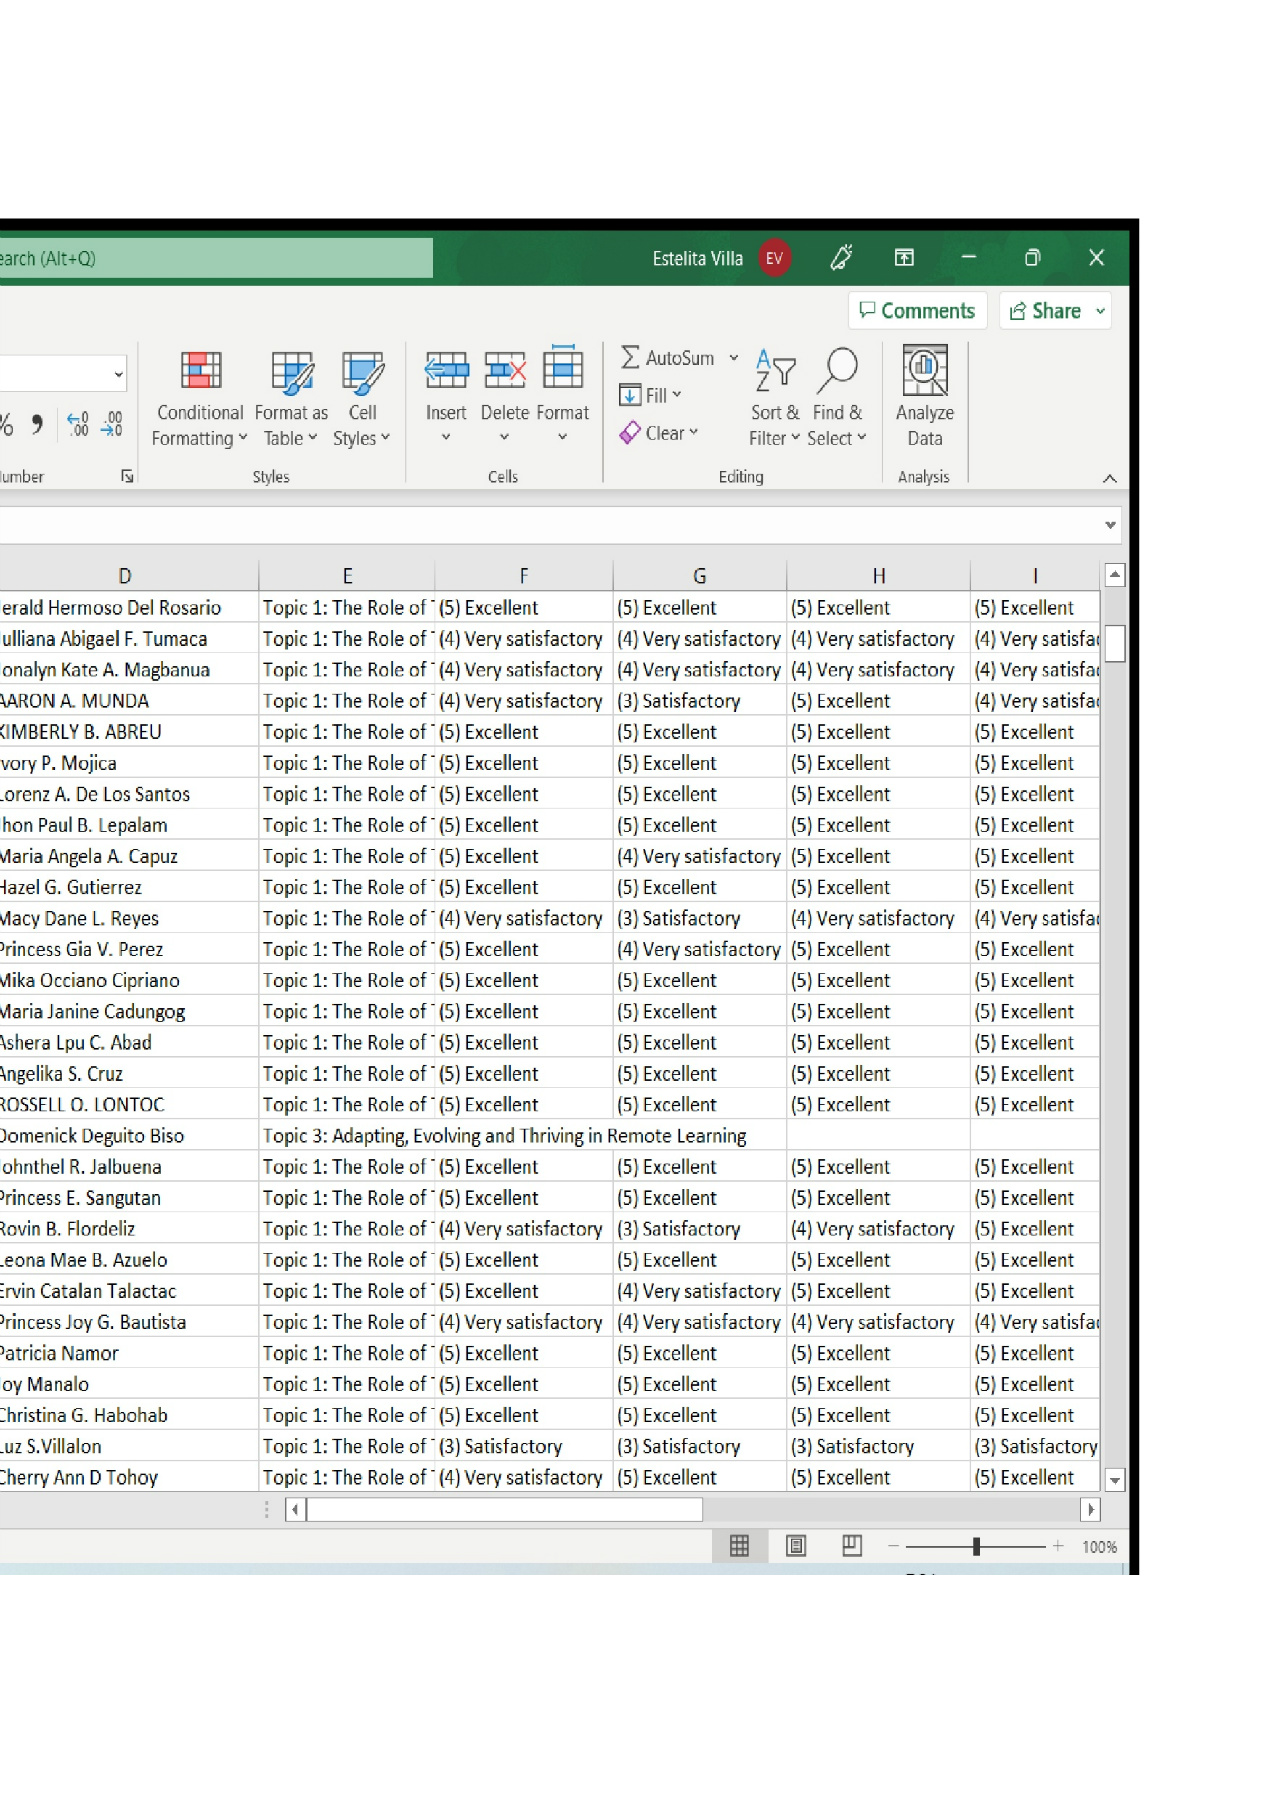 earch (Alt+Q) Estelita Villa EV
Comments Share
AutoSum
Fill
Clear
Conditional Formatting Format as Table Cell Styles Insert Delete Format Sort & Filter Find & Select Analyze Data
% , .00 .00
umber Styles Cells Editing Analysis
D E F G H I
erald Hermoso Del Rosario Topic 1: The Role of (5) Excellent (5) Excellent (5) Excellent (5) Excellent
ulliana Abigael F. Tumaca Topic 1: The Role of (4) Very satisfactory (4) Very satisfactory (4) Very satisfactory (4) Very satisfa
onalyn Kate A. Magbanua Topic 1: The Role of (4) Very satisfactory (4) Very satisfactory (4) Very satisfactory (4) Very satisfa
AARON A. MUNDA Topic 1: The Role of (4) Very satisfactory (3) Satisfactory (5) Excellent (4) Very satisfa
KIMBERLY B. ABREU Topic 1: The Role of (5) Excellent (5) Excellent (5) Excellent (5) Excellent
vory P. Mojica Topic 1: The Role of (5) Excellent (5) Excellent (5) Excellent (5) Excellent
Lorenz A. De Los Santos Topic 1: The Role of (5) Excellent (5) Excellent (5) Excellent (5) Excellent
hon Paul B. Lepalam Topic 1: The Role of (5) Excellent (5) Excellent (5) Excellent (5) Excellent
Maria Angela A. Capuz Topic 1: The Role of (5) Excellent (4) Very satisfactory (5) Excellent (5) Excellent
Hazel G. Gutierrez Topic 1: The Role of (5) Excellent (5) Excellent (5) Excellent (5) Excellent
Macy Dane L. Reyes Topic 1: The Role of (4) Very satisfactory (3) Satisfactory (4) Very satisfactory (4) Very satisfa
Princess Gia V. Perez Topic 1: The Role of (5) Excellent (4) Very satisfactory (5) Excellent (5) Excellent
Mika Occiano Cipriano Topic 1: The Role of (5) Excellent (5) Excellent (5) Excellent (5) Excellent
Maria Janine Cadungog Topic 1: The Role of (5) Excellent (5) Excellent (5) Excellent (5) Excellent
Ashera Lpu C. Abad Topic 1: The Role of (5) Excellent (5) Excellent (5) Excellent (5) Excellent
Angelika S. Cruz Topic 1: The Role of (5) Excellent (5) Excellent (5) Excellent (5) Excellent
ROSSELL O. LONTOC Topic 1: The Role of (5) Excellent (5) Excellent (5) Excellent (5) Excellent
Domenick Deguito Biso Topic 3: Adapting, Evolving and Thriving in Remote Learning
Johnthel R. Jalbuena Topic 1: The Role of (5) Excellent (5) Excellent (5) Excellent (5) Excellent
Princess E. Sangutan Topic 1: The Role of (5) Excellent (5) Excellent (5) Excellent (5) Excellent
Rovin B. Flordeliz Topic 1: The Role of (4) Very satisfactory (3) Satisfactory (4) Very satisfactory (5) Excellent
Leona Mae B. Azuelo Topic 1: The Role of (5) Excellent (5) Excellent (5) Excellent (5) Excellent
Ervin Catalan Talactac Topic 1: The Role of (5) Excellent (4) Very satisfactory (5) Excellent (5) Excellent
Princess Joy G. Bautista Topic 1: The Role of (4) Very satisfactory (4) Very satisfactory (4) Very satisfactory (4) Very satisfa
Patricia Namor Topic 1: The Role of (5) Excellent (5) Excellent (5) Excellent (5) Excellent
oy Manalo Topic 1: The Role of (5) Excellent (5) Excellent (5) Excellent (5) Excellent
Christina G. Habohab Topic 1: The Role of (5) Excellent (5) Excellent (5) Excellent (5) Excellent
Luz S.Villalon Topic 1: The Role of (3) Satisfactory (3) Satisfactory (3) Satisfactory (3) Satisfactory
Cherry Ann D Tohoy Topic 1: The Role of (4) Very satisfactory (5) Excellent (5) Excellent (5) Excellent
100%